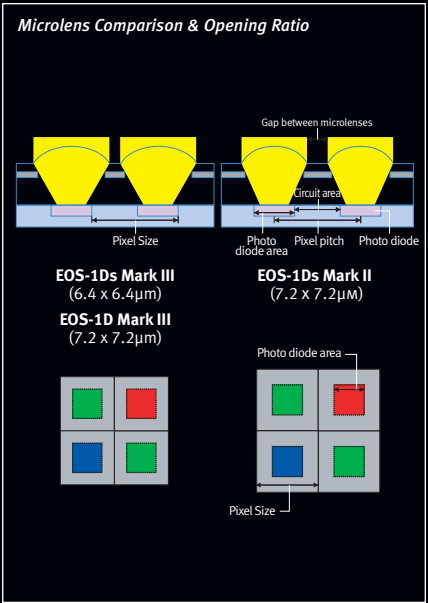 Microlens Comparison & Opening Ratio
Gap between microlenses
Circuit area
Pixel Size
Photo
diode area
Pixel pitch
Photo diode
EOS-1Ds Mark III
(6.4 x 6.4µm)
EOS-1D Mark III
(7.2 x 7.2µm)
EOS-1Ds Mark II
(7.2 x 7.2µм)
Photo diode area
Pixel Size